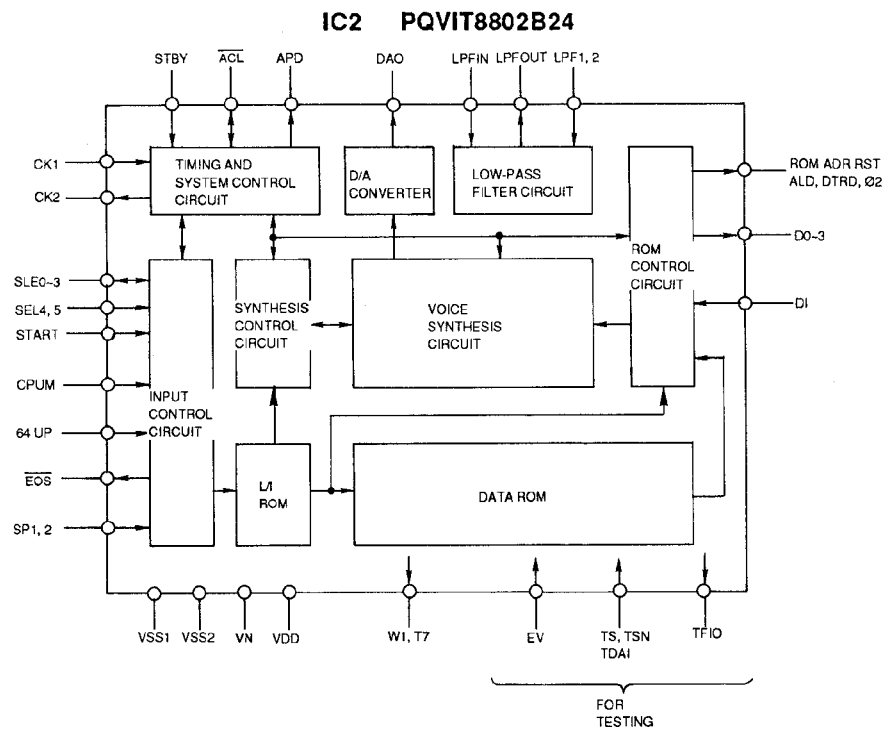 IC2 PQVIT8802B24
STBY ACL APD DAO LPFIN LPFOUT LPF1, 2
CK1
CK2
TIMING AND
SYSTEM CONTROL
CIRCUIT
D/A
CONVERTER
LOW-PASS
FILTER CIRCUIT
ROM ADR RST
ALD, DTRD, Ø2
D0~3
ROM
CONTROL
CIRCUIT
DI
SLE0~3
SEL4, 5
START
CPUM
64 UP
EOS
SP1, 2
INPUT
CONTROL
CIRCUIT
SYNTHESIS
CONTROL
CIRCUIT
VOICE
SYNTHESIS
CIRCUIT
L/I
ROM
DATA ROM
VSS1 VSS2 VN VDD W1, T7 EV TS, TSN TFIO
TDAI
FOR
TESTING